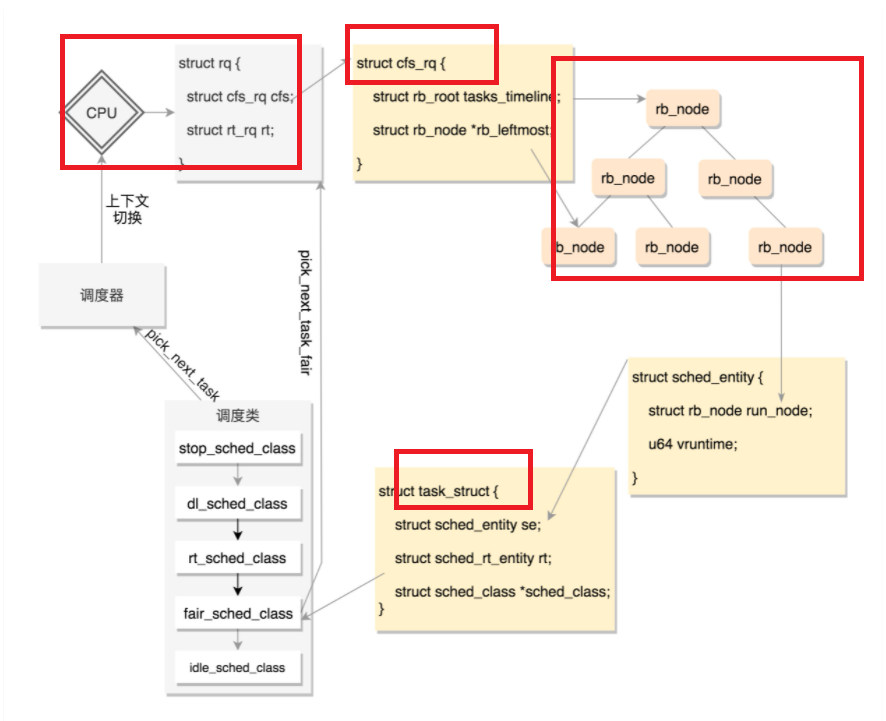 CPU
struct rq {
struct cfs_rq cfs;
struct rt_rq rt;
}
struct cfs_rq {
struct rb_root tasks_timeline;
struct rb_node *rb_leftmost;
}
rb_node
rb_node
rb_node
rb_node
rb_node
rb_node
上下文
切换
调度器
pick_next_task
pick_next_task_fair
调度类
stop_sched_class
dl_sched_class
rt_sched_class
fair_sched_class
idle_sched_class
struct task_struct {
struct sched_entity se;
struct sched_rt_entity rt;
struct sched_class *sched_class;
}
struct sched_entity {
struct rb_node run_node;
u64 vruntime;
}